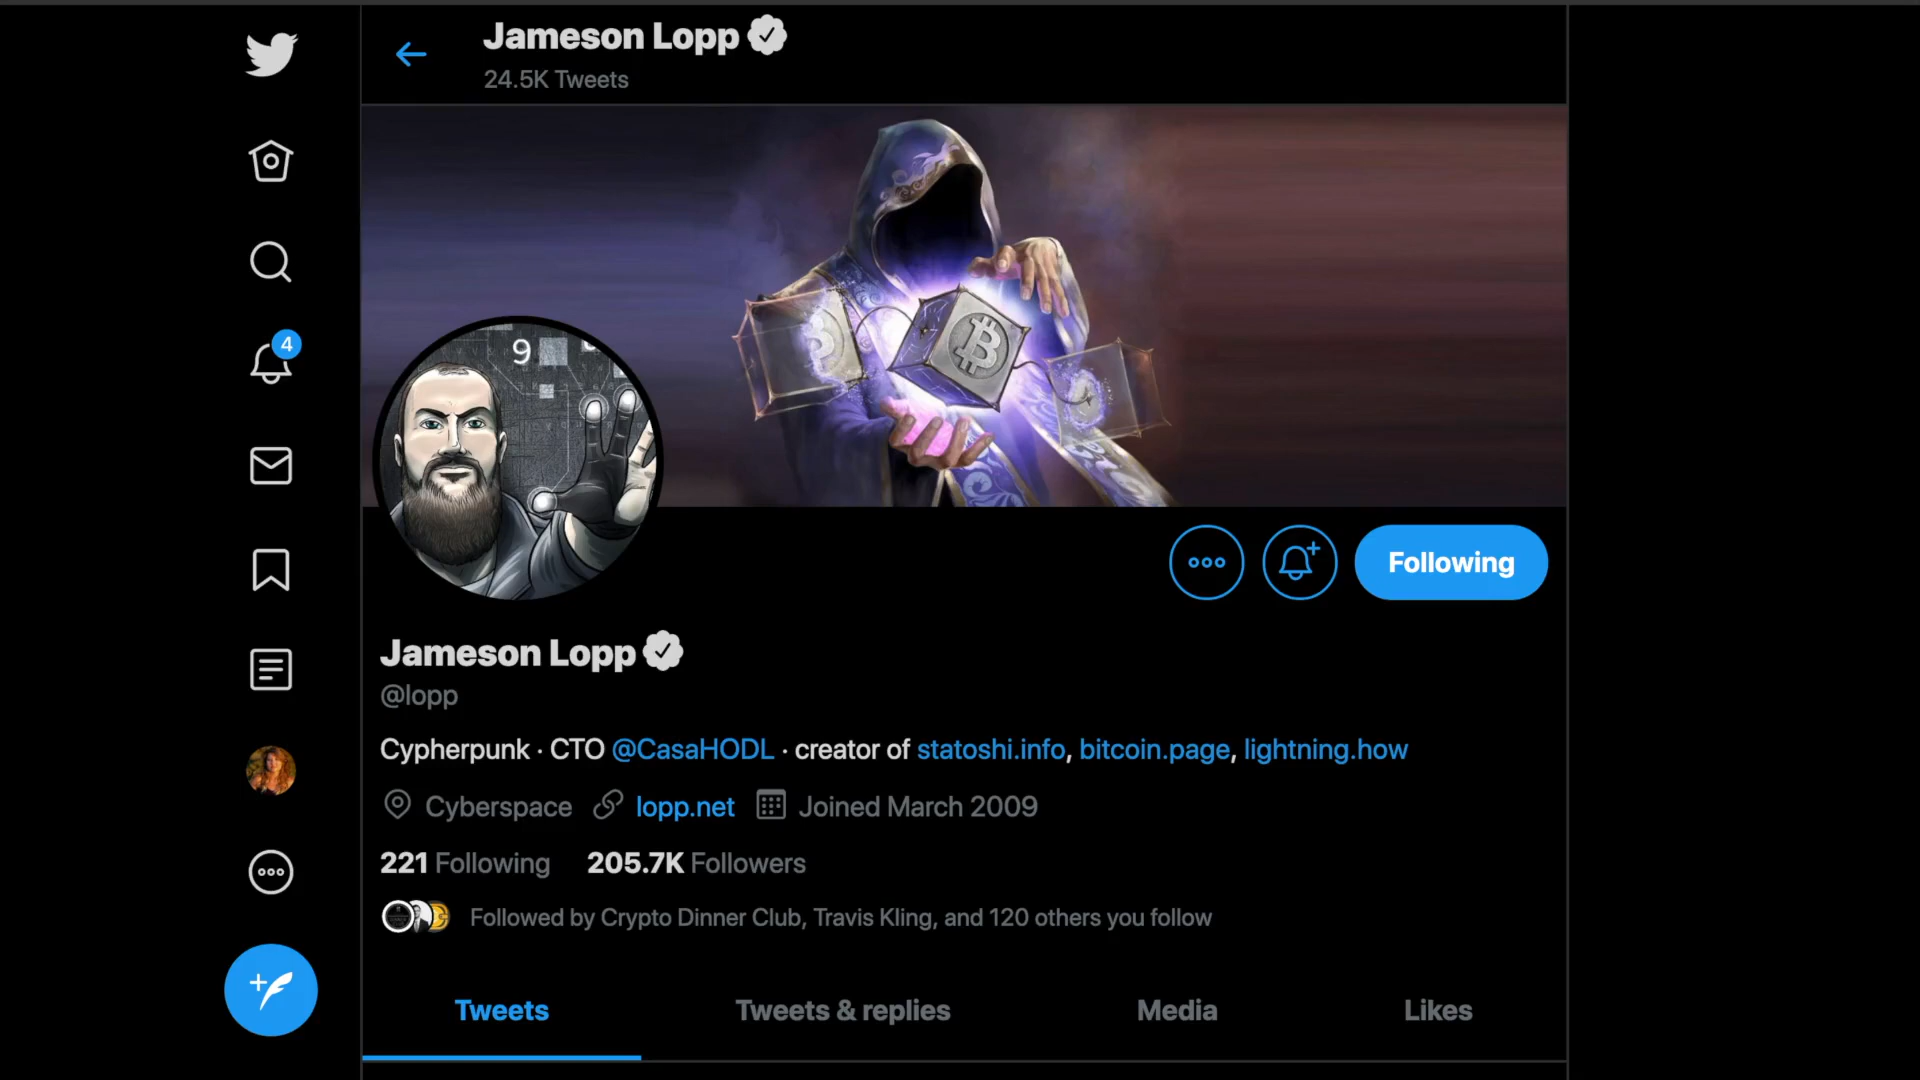 Jameson Lopp
24.5K Tweets
4
9
Jameson Lopp
@lopp
Cypherpunk · CTO @CasaHODL · creator of statoshi.info, bitcoin.page, lightning.how
Cyberspace lopp.net Joined March 2009
221 Following 205.7K Followers
Followed by Crypto Dinner Club, Travis Kling, and 120 others you follow
Following
Tweets Tweets & replies Media Likes